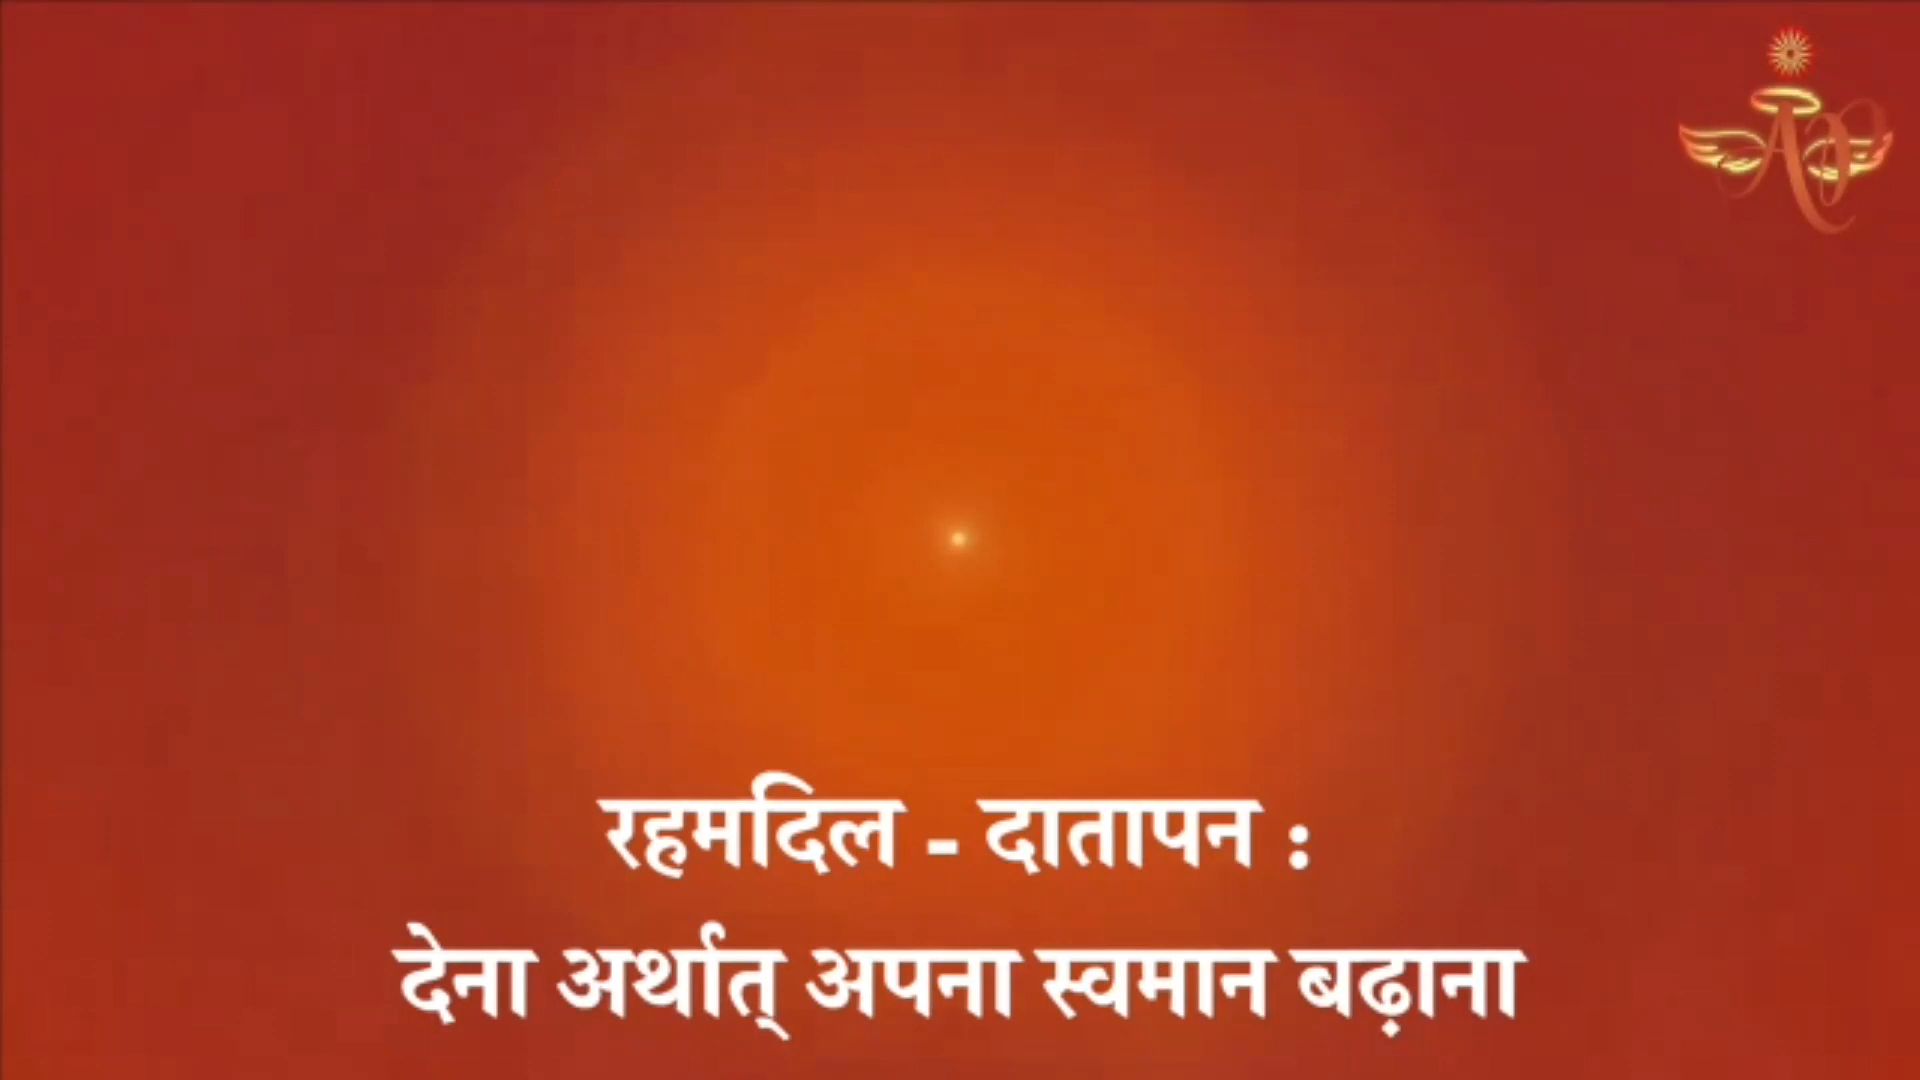 रहमदिल - दातापन :
देना अर्थात् अपना स्वमान बढ़ाना